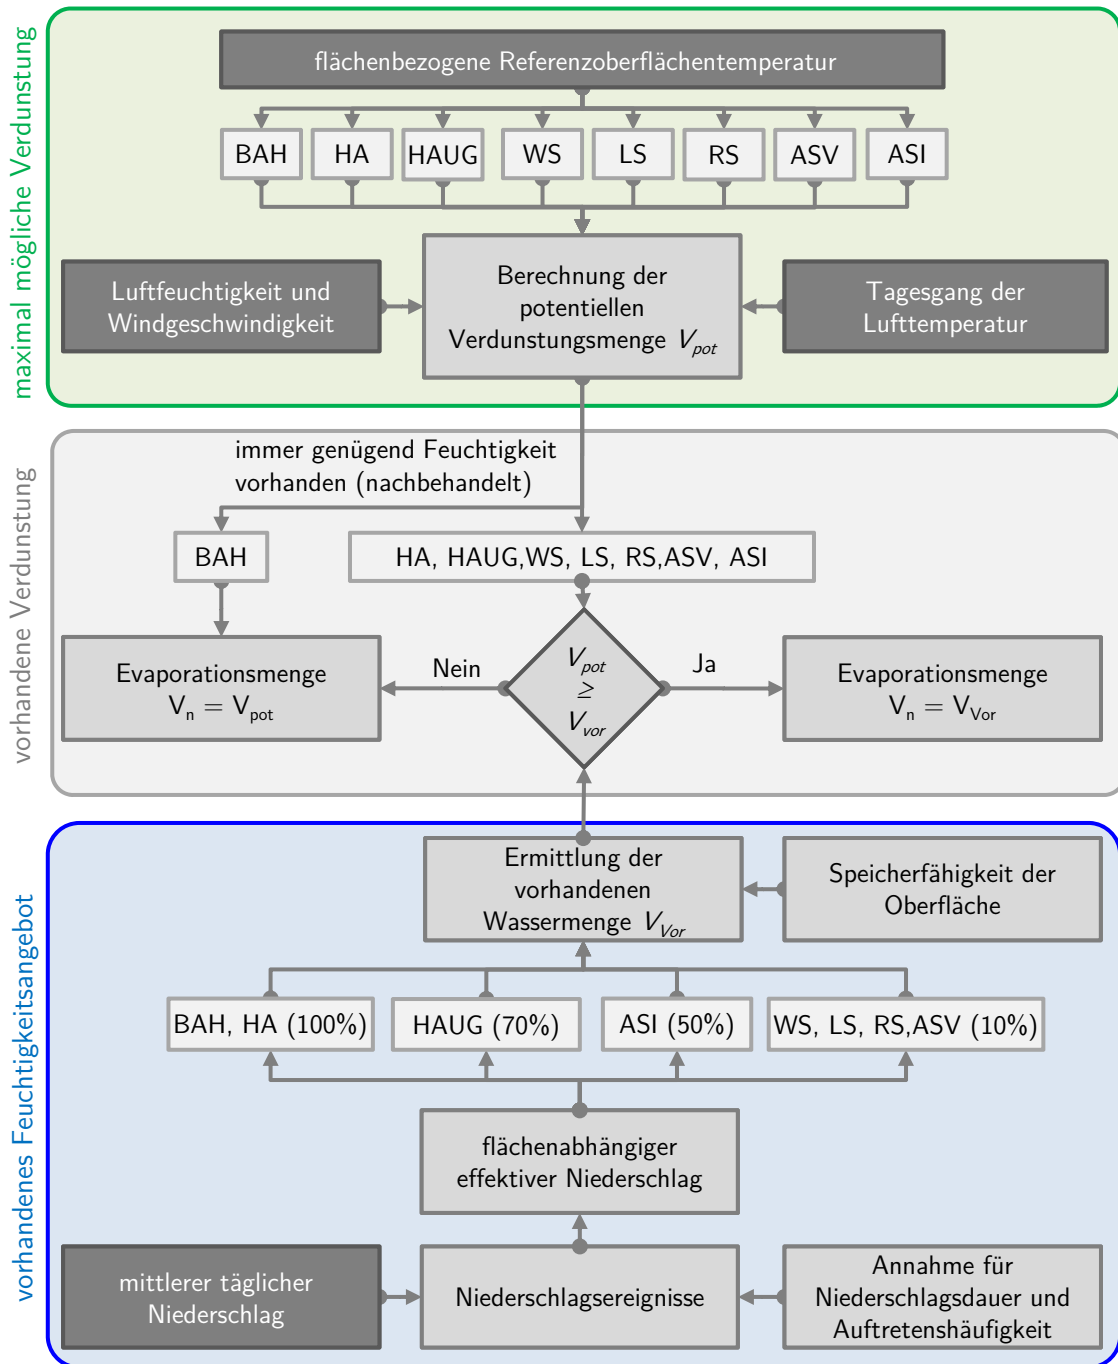 maximal mögliche Verdunstung
flächenbezogene Referenzoberflächentemperatur
BAH
HA
HAUG
WS
LS
RS
ASV
ASI
Luftfeuchtigkeit und
Windgeschwindigkeit
Berechnung der
potentiellen
Verdunstungsmenge V_pot
Tagesgang der
Lufttemperatur
vorhandene Verdunstung
immer genügend Feuchtigkeit
vorhanden (nachbehandelt)
BAH
HA, HAUG,WS, LS, RS,ASV, ASI
Evaporationsmenge
V_n = V_pot
Nein
V_pot
≥
V_vor
Ja
Evaporationsmenge
V_n = V_Vor
vorhandenes Feuchtigkeitsangebot
Ermittlung der
vorhandenen
Wassermenge V_Vor
Speicherfähigkeit der
Oberfläche
BAH, HA (100%)
HAUG (70%)
ASI (50%)
WS, LS, RS,ASV (10%)
flächenabhängiger
effektiver Niederschlag
mittlerer täglicher
Niederschlag
Niederschlagsereignisse
Annahme für
Niederschlagsdauer und
Auftretenshäufigkeit